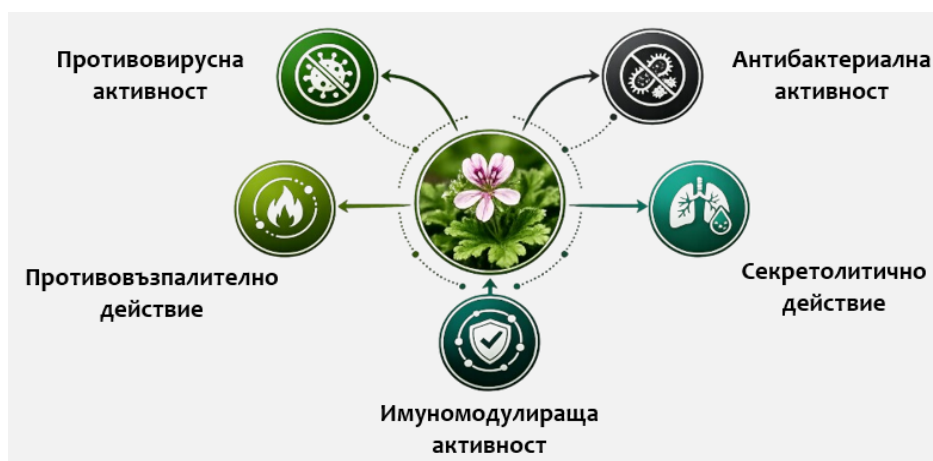 Противовирусна
активност
Антибактериална
активност
Противовъзпалително
действие
Секретолитично
действие
Имуномодулираща
активност